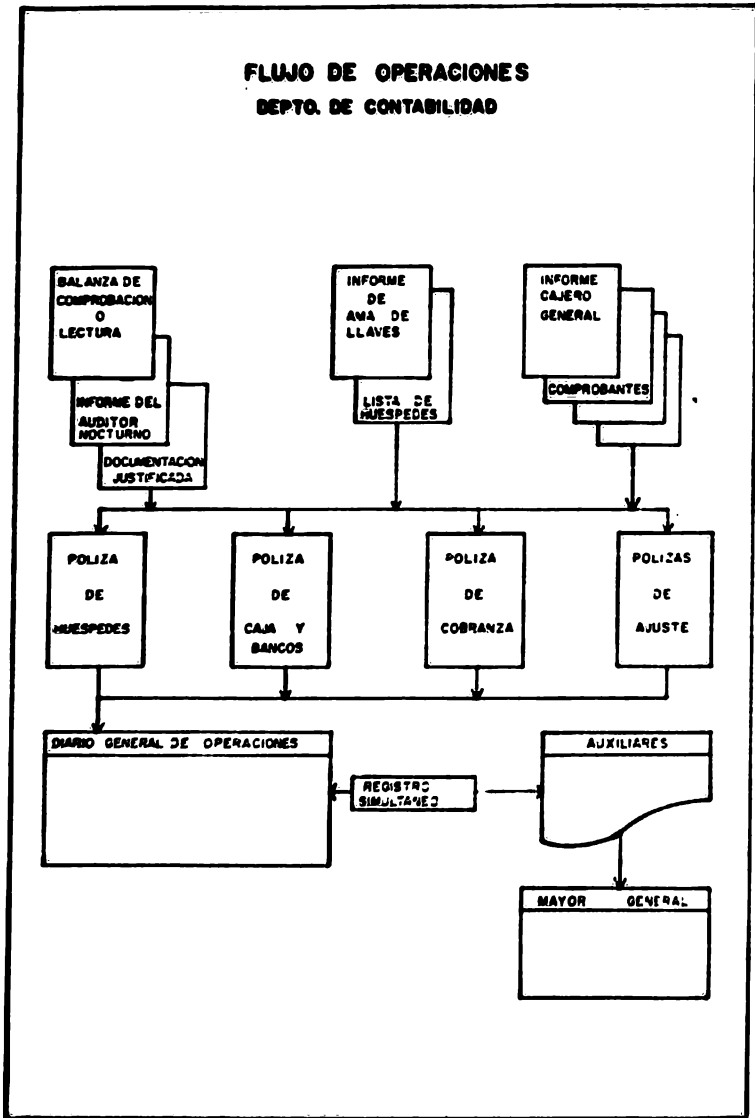 FLUJO DE OPERACIONES
DEPTO. DE CONTABILIDAD
BALANZA DE
COMPROBACION
O
LECTURA
INFORME DEL
AUDITOR
NOCTURNO
DOCUMENTACION
JUSTIFICADA
INFORME
DE
AMA DE
LLAVES
LISTA DE
HUESPEDES
INFORME
CAJERO
GENERAL
COMPROBANTES
POLIZA
DE
HUESPEDES
POLIZA
DE
CAJA Y
BANCOS
POLIZA
DE
COBRANZA
POLIZAS
DE
AJUSTE
DIARIO GENERAL DE OPERACIONES
REGISTRO
SIMULTANEO
AUXILIARES
MAYOR GENERAL